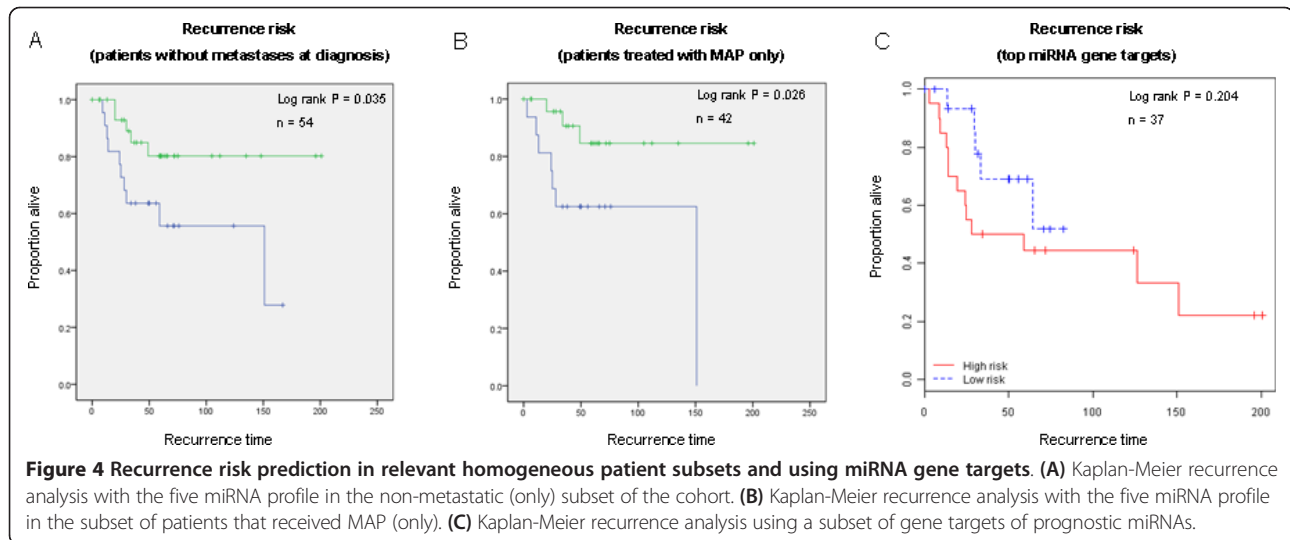 A
Recurrence risk
(patients without metastases at diagnosis)
Log rank P = 0.035
n = 54
Proportion alive
1.0
0.8
0.6
0.4
0.2
0.0
0 50 100 150 200 250
Recurrence time
B
Recurrence risk
(patients treated with MAP only)
Log rank P = 0.026
n = 42
Proportion alive
1.0
0.8
0.6
0.4
0.2
0.0
0 50 100 150 200 250
Recurrence time
C
Recurrence risk
(top miRNA gene targets)
Log rank P = 0.204
n = 37
Proportion alive
1.0
0.8
0.6
0.4
0.2
0.0
High risk
Low risk
0 50 100 150 200
Recurrence time
Figure 4 Recurrence risk prediction in relevant homogeneous patient subsets and using miRNA gene targets. (A) Kaplan-Meier recurrence
analysis with the five miRNA profile in the non-metastatic (only) subset of the cohort. (B) Kaplan-Meier recurrence analysis with the five miRNA profile
in the subset of patients that received MAP (only). (C) Kaplan-Meier recurrence analysis using a subset of gene targets of prognostic miRNAs.